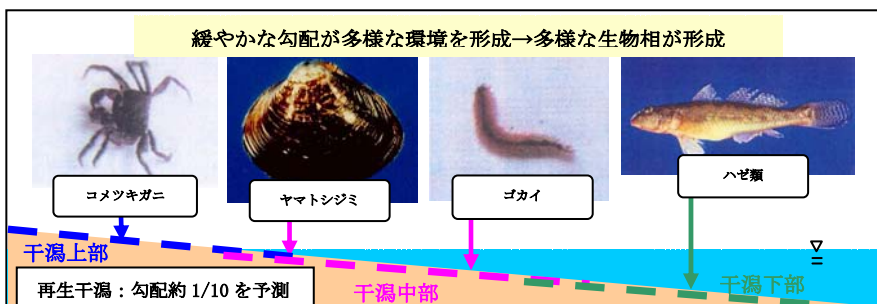 緩やかな勾配が多様な環境を形成→多様な生物相が形成
コメツキガニ
ヤマトシジミ
ゴカイ
ハゼ類
干潟上部
再生干潟：勾配約 1/10 を予測
干潟中部
干潟下部